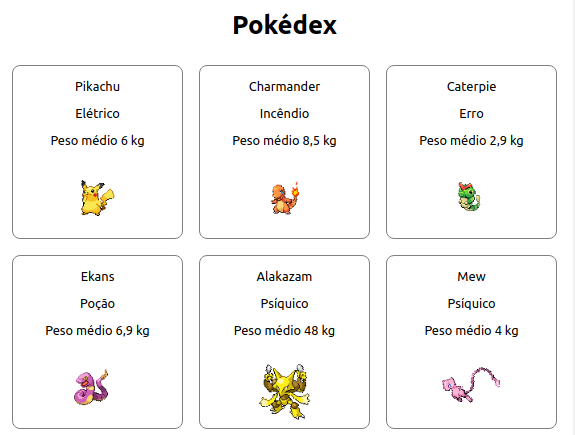 Pokédex
Pikachu
Elétrico
Peso médio 6 kg
Charmander
Incêndio
Peso médio 8,5 kg
Caterpie
Erro
Peso médio 2,9 kg
Ekans
Poção
Peso médio 6,9 kg
Alakazam
Psíquico
Peso médio 48 kg
Mew
Psíquico
Peso médio 4 kg